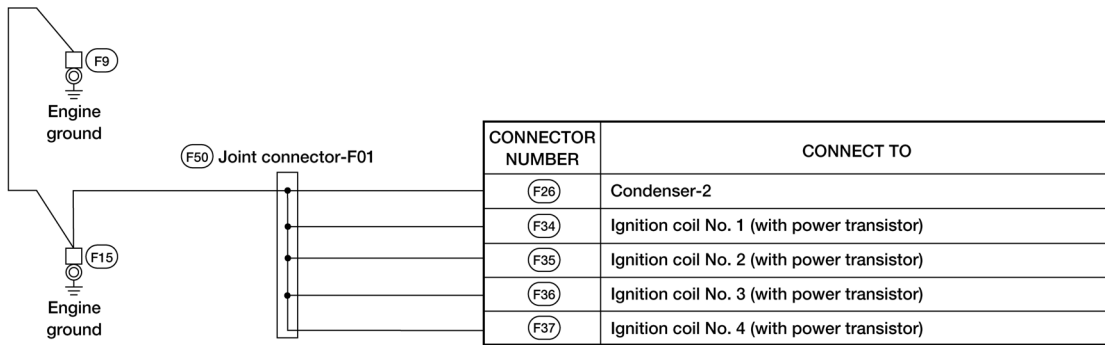 F9
Engine
ground
F50 Joint connector-F01
F15
Engine
ground
CONNECTOR
NUMBER
CONNECT TO
F26 Condenser-2
F34 Ignition coil No. 1 (with power transistor)
F35 Ignition coil No. 2 (with power transistor)
F36 Ignition coil No. 3 (with power transistor)
F37 Ignition coil No. 4 (with power transistor)